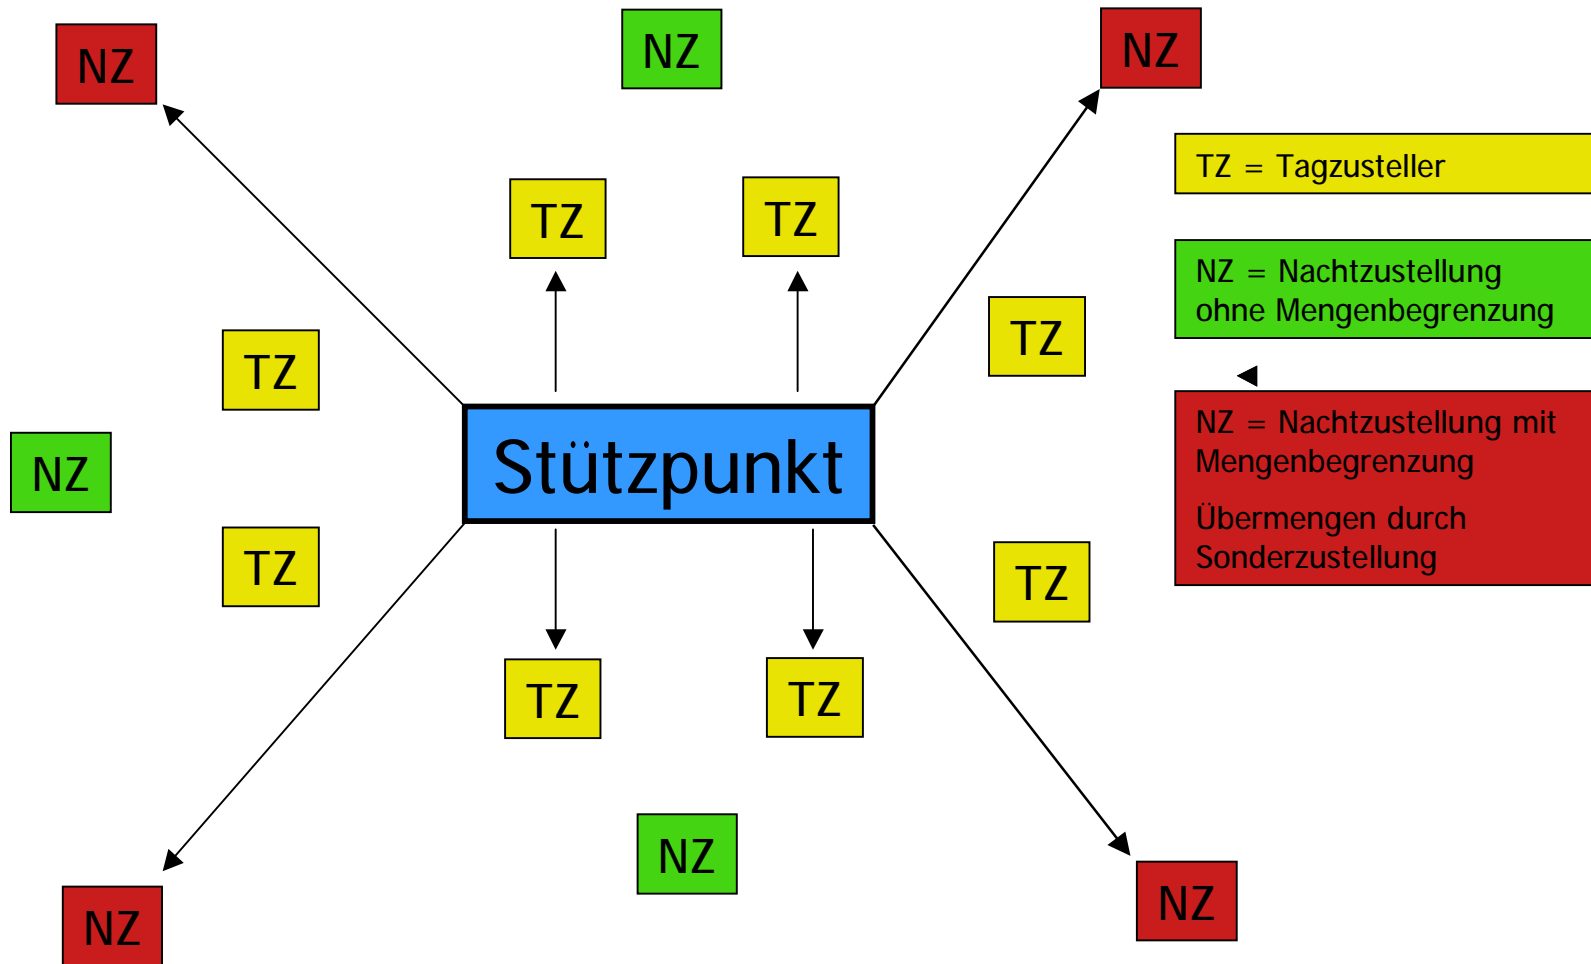 NZ
NZ
NZ
TZ = Tagzusteller
TZ
TZ
NZ = Nachtzustellung
ohne Mengenbegrenzung
TZ
TZ
NZ = Nachtzustellung mit
Mengenbegrenzung
Stützpunkt
NZ
Übermengen durch
Sonderzustellung
TZ
TZ
TZ
TZ
NZ
NZ
NZ